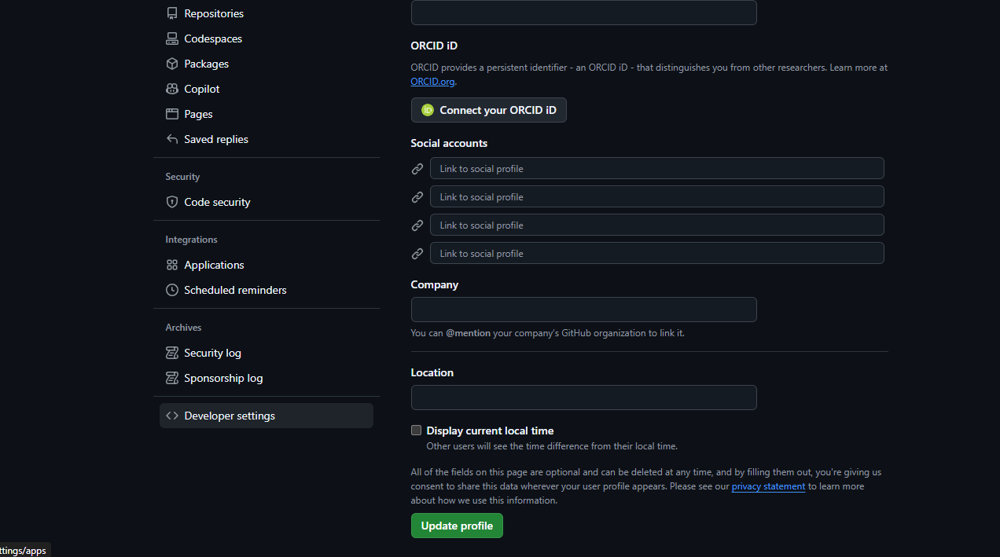 Repositories
Codespaces
Packages
Copilot
Pages
Saved replies
Security
Code security
Integrations
Applications
Scheduled reminders
Archives
Security log
Sponsorship log
Developer settings
ORCID iD
ORCID provides a persistent identifier - an ORCID iD - that distinguishes you from other researchers. Learn more at
ORCID.org.
iD Connect your ORCID iD
Social accounts
Link to social profile
Link to social profile
Link to social profile
Link to social profile
Company
You can @mention your company's GitHub organization to link it.
Location
Display current local time
Other users will see the time difference from their local time.
All of the fields on this page are optional and can be deleted at any time, and by filling them out, you're giving us
consent to share this data wherever your user profile appears. Please see our privacy statement to learn more
about how we use this information.
Update profile
ttings/apps